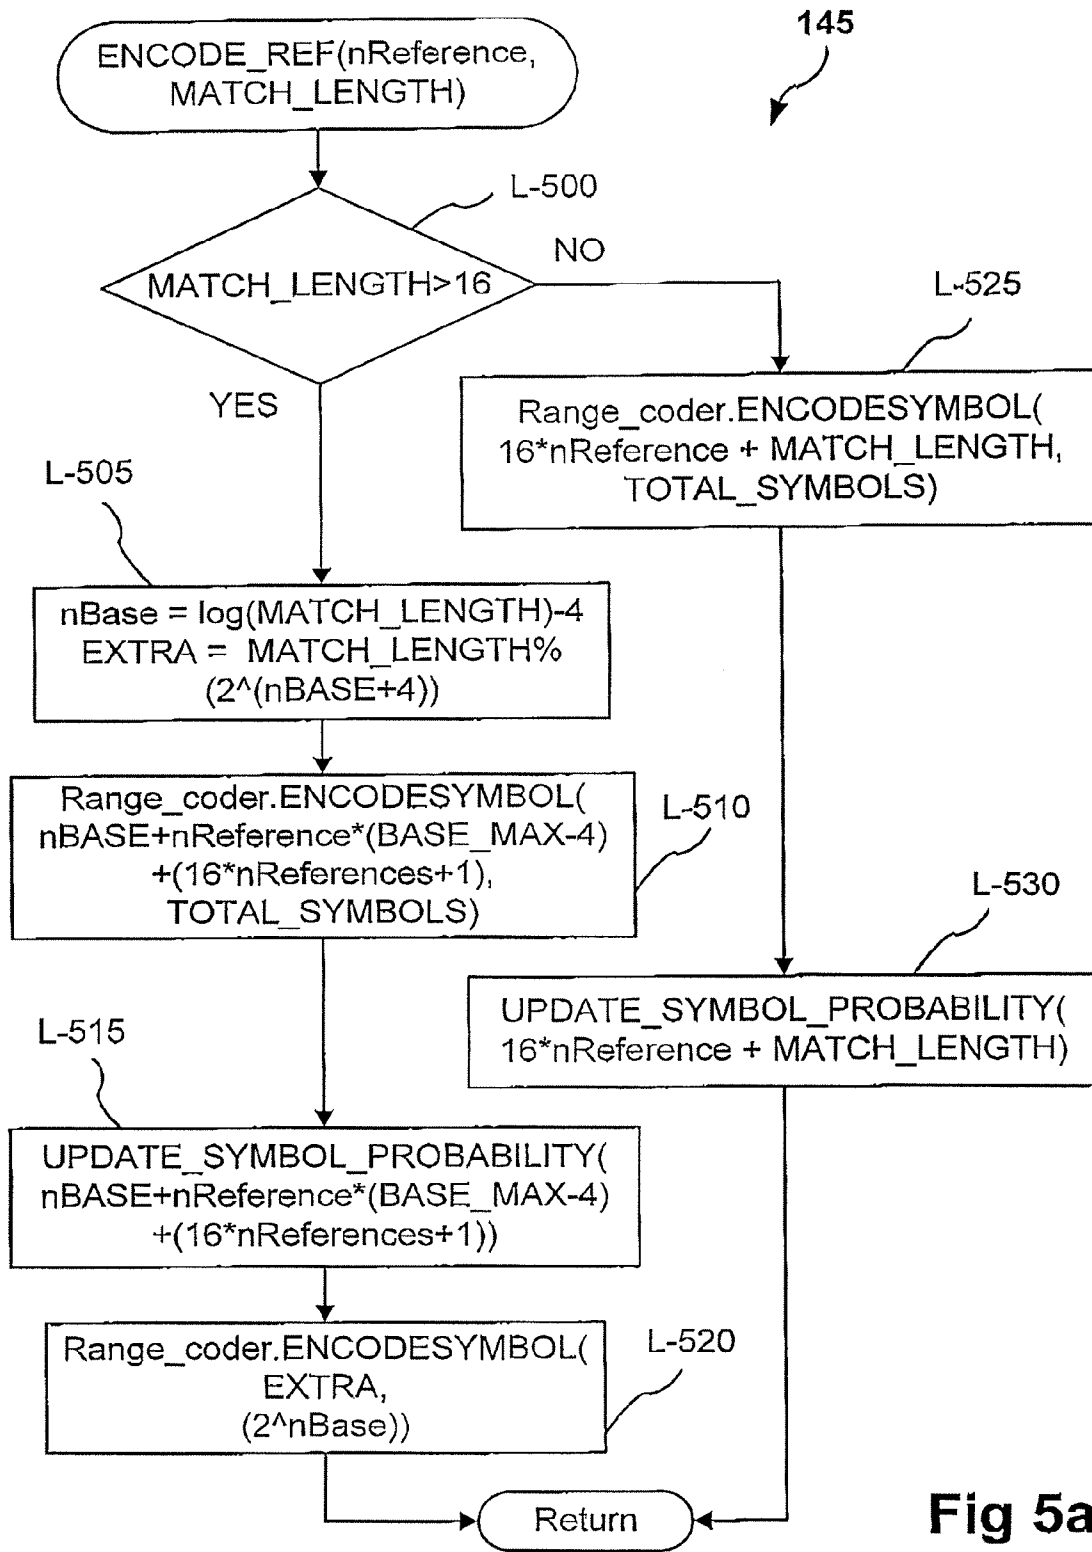 145
ENCODE_REF(nReference,
MATCH_LENGTH)
L-500
MATCH_LENGTH>16
NO
YES
L-525
Range_coder.ENCODESYMBOL(
16*nReference + MATCH_LENGTH,
TOTAL_SYMBOLS)
L-505
nBase = log(MATCH_LENGTH)-4
EXTRA = MATCH_LENGTH%
(2^(nBASE+4))
Range_coder.ENCODESYMBOL(
nBASE+nReference*(BASE_MAX-4)
+(16*nReferences+1),
TOTAL_SYMBOLS)
L-510
L-530
UPDATE_SYMBOL_PROBABILITY(
16*nReference + MATCH_LENGTH)
L-515
UPDATE_SYMBOL_PROBABILITY(
nBASE+nReference*(BASE_MAX-4)
+(16*nReferences+1))
Range_coder.ENCODESYMBOL(
EXTRA,
(2^nBase))
L-520
Return
Fig 5a